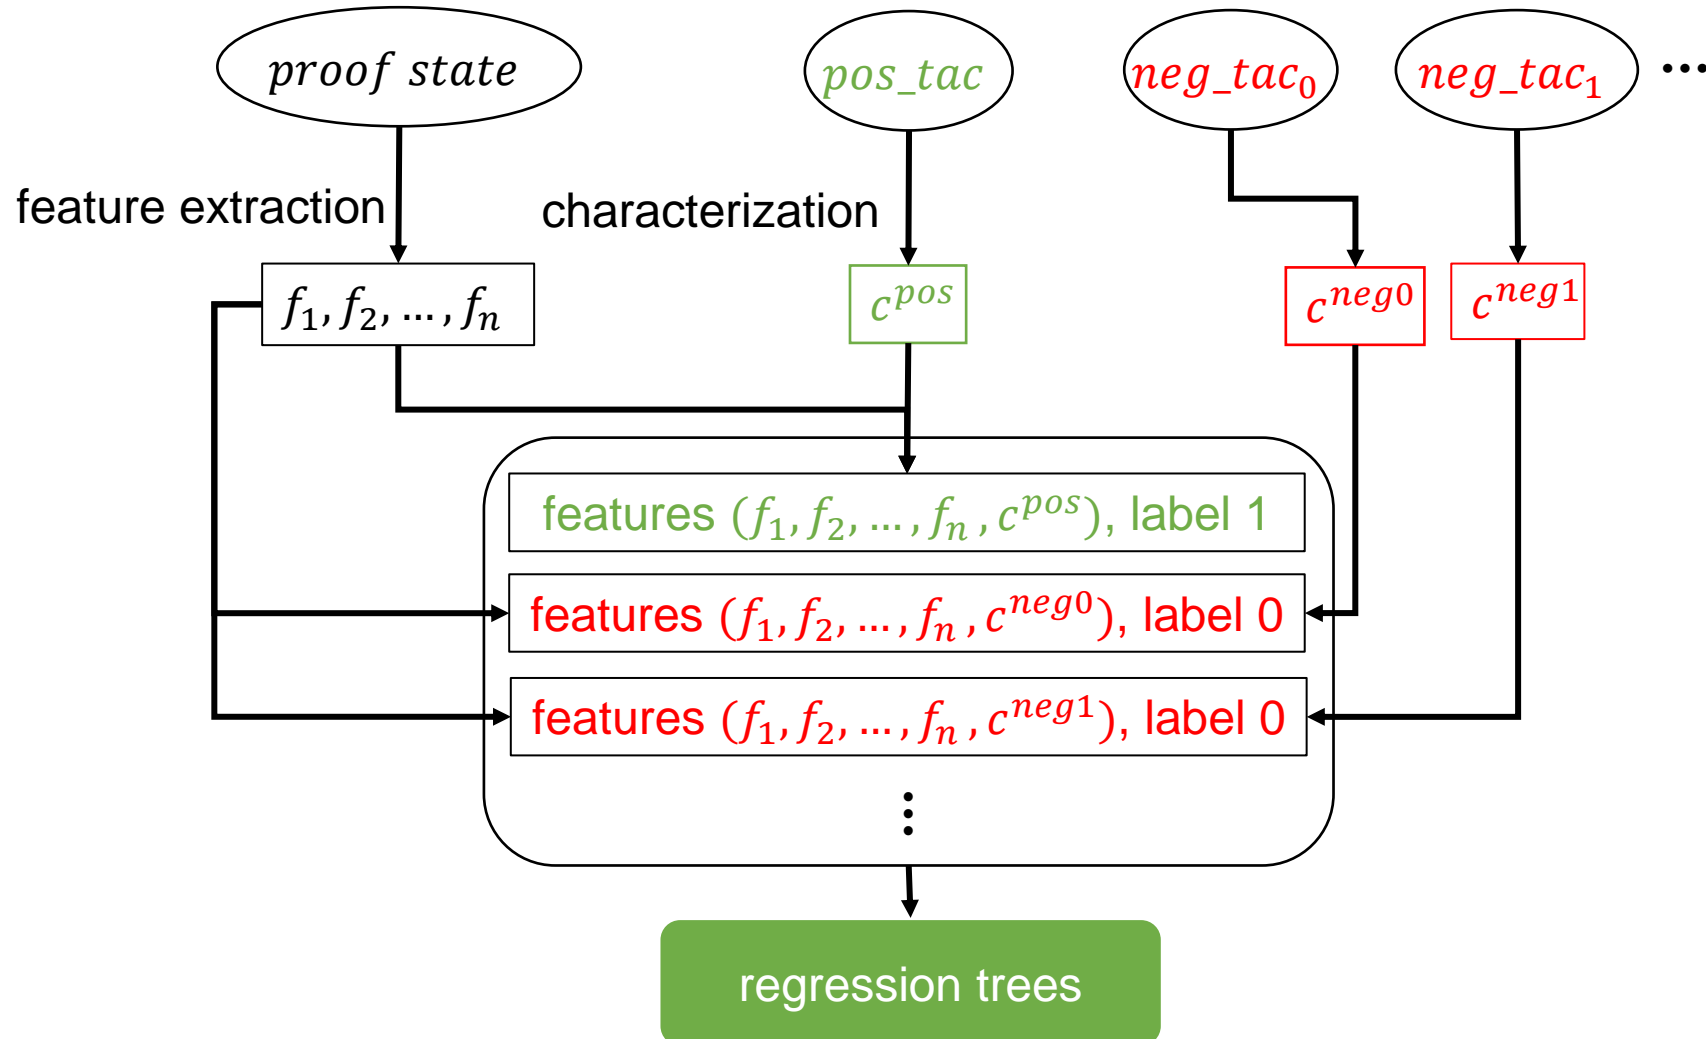 proof state pos_tac neg_tac₀ neg_tac₁ ...
feature extraction characterization
f₁, f₂, ..., fₙ cᵖᵒˢ cⁿᵉᵍ⁰ cⁿᵉᵍ¹
features (f₁, f₂, ..., fₙ, cᵖᵒˢ), label 1
features (f₁, f₂, ..., fₙ, cⁿᵉᵍ⁰), label 0
features (f₁, f₂, ..., fₙ, cⁿᵉᵍ¹), label 0
⋮
regression trees